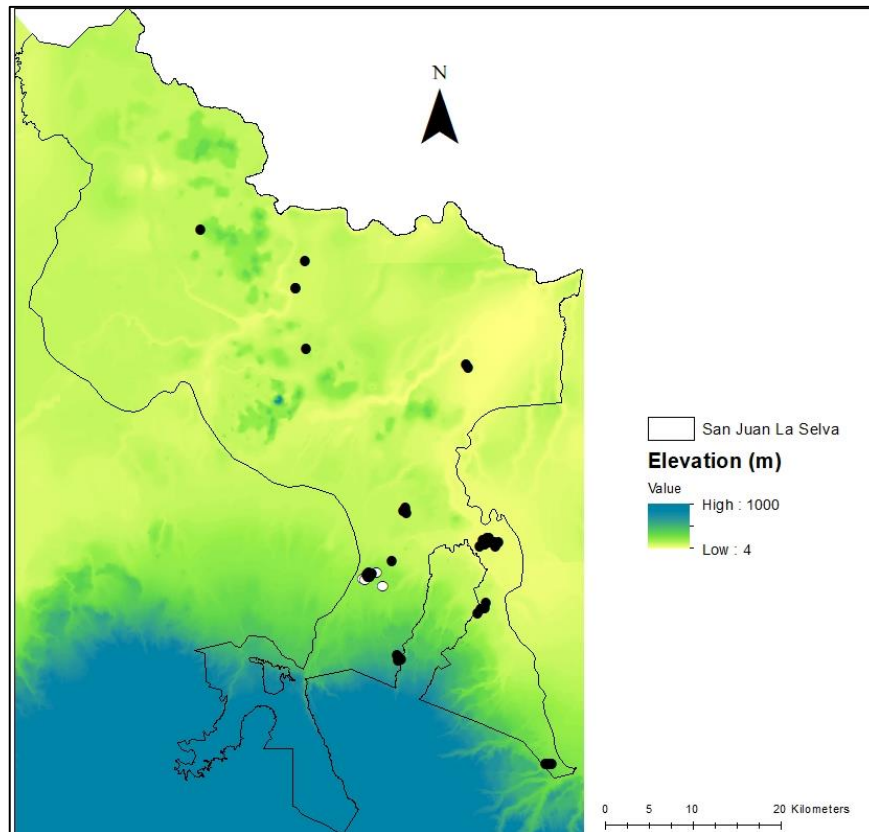 N
San Juan La Selva
Elevation (m)
Value
High : 1000
Low : 4
0 5 10 20 Kilometers